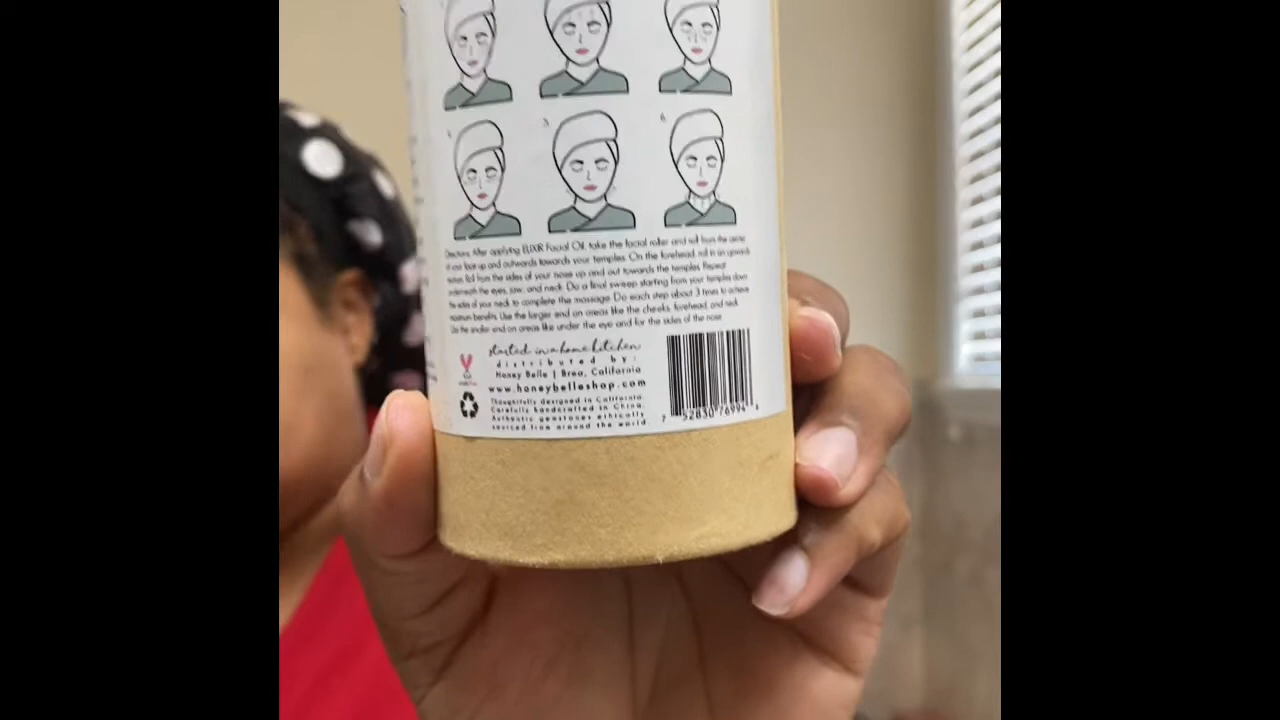 4.
5.
6.
Directions: After applying ELIXIR Facial Oil, take the facial roller and roll from the center
of your face up and outwards towards your temples. On the forehead, roll in an upwards
motion. Roll from the sides of your nose up and out towards the temples. Repeat
underneath the eyes, jaw, and neck. Do a final sweep starting from your temples down
the sides of your neck to complete the massage. Do each step about 3 times to achieve
maximum benefits. Use the larger end on areas like the cheeks, forehead, and neck.
Use the smaller end on areas like under the eye and for the sides of the nose.
started in a home kitchen
distributed by:
Honey Belle | Brea, California
www.honeybelleshop.com
Thoughtfully designed in California.
Carefully handcrafted in China.
Authentic gemstones ethically
sourced from around the world.
7 52830 76994